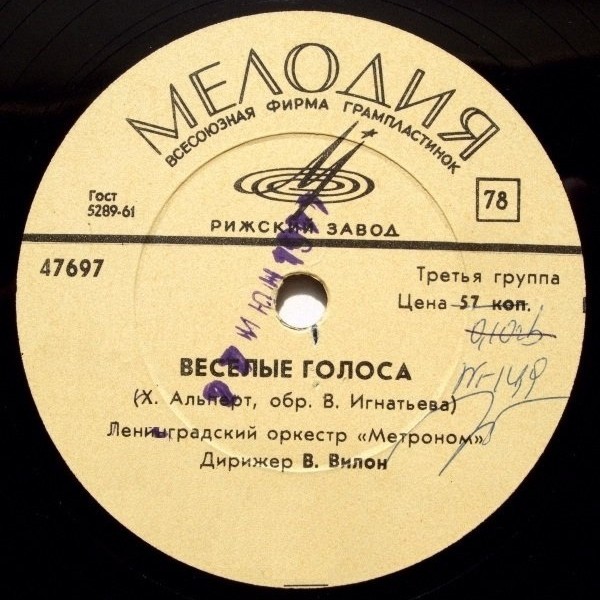 МЕЛОДИЯ
ВСЕСОЮЗНАЯ ФИРМА ГРАМПЛАСТИНОК
Гост
5289-61
78
РИЖСКИЙ ЗАВОД
47697
Третья группа
Цена 57 коп.
ВЕСЕЛЫЕ ГОЛОСА
(Х. Альперт, обр. В. Игнатьева)
Ленинградский оркестр «Метроном»
Дирижер В. Вилон